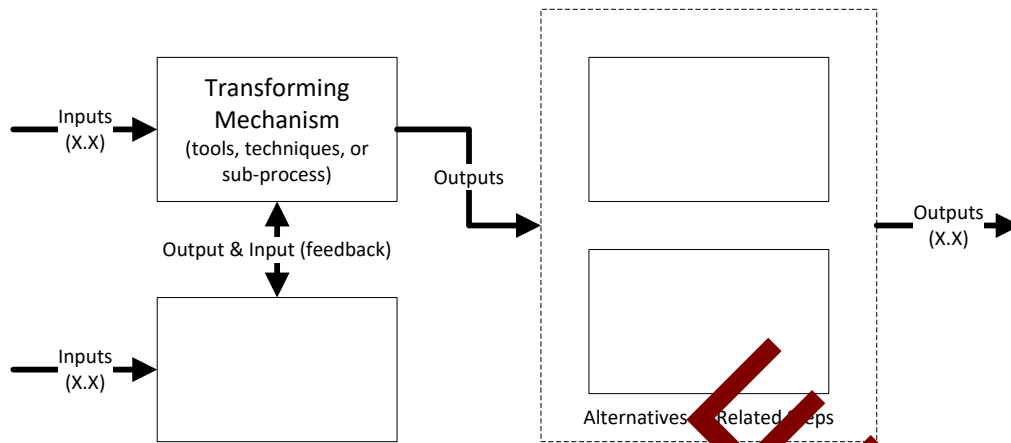 Transforming
Mechanism
(tools, techniques, or
sub-process)
Inputs
(X.X)
Outputs
Output & Input (feedback)
Outputs
(X.X)
Inputs
(X.X)
Alternatives Related